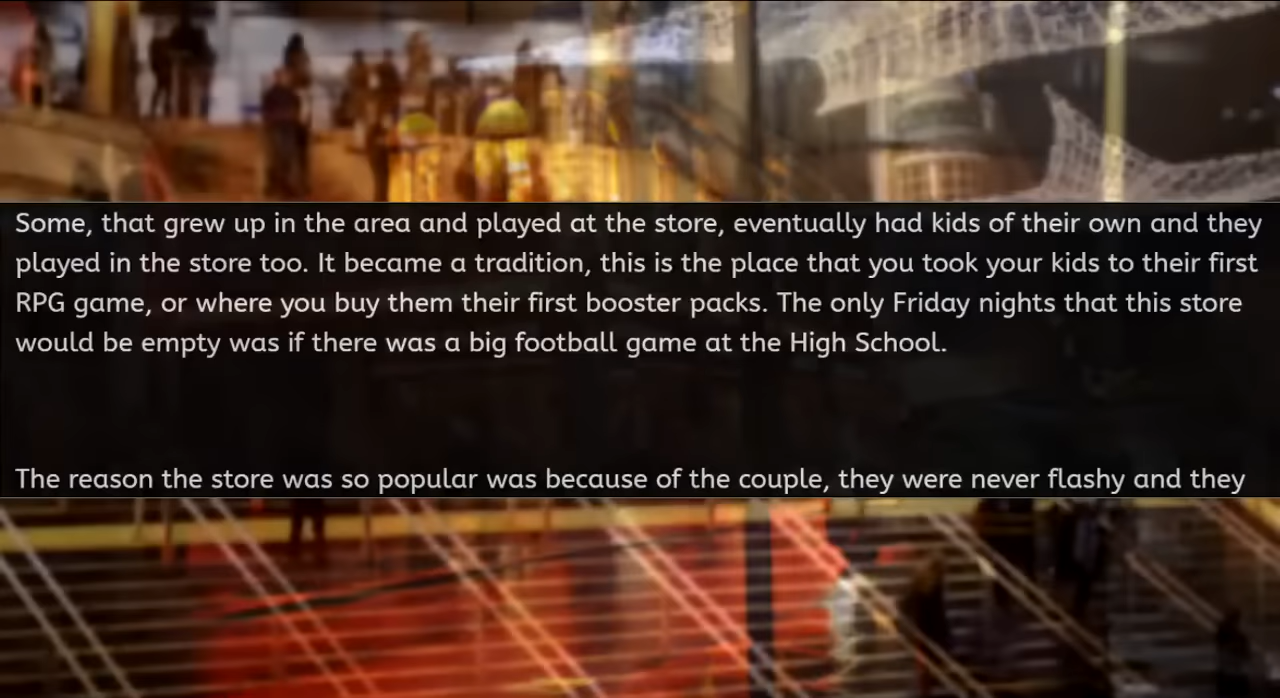 Some, that grew up in the area and played at the store, eventually had kids of their own and they
played in the store too. It became a tradition, this is the place that you took your kids to their first
RPG game, or where you buy them their first booster packs. The only Friday nights that this store
would be empty was if there was a big football game at the High School.
The reason the store was so popular was because of the couple, they were never flashy and they